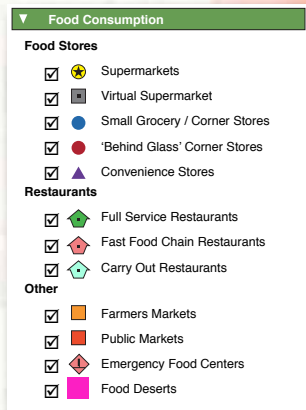 Food Consumption
Food Stores
Supermarkets
Virtual Supermarket
Small Grocery / Corner Stores
‘Behind Glass’ Corner Stores
Convenience Stores
Restaurants
Full Service Restaurants
Fast Food Chain Restaurants
Carry Out Restaurants
Other
Farmers Markets
Public Markets
Emergency Food Centers
Food Deserts